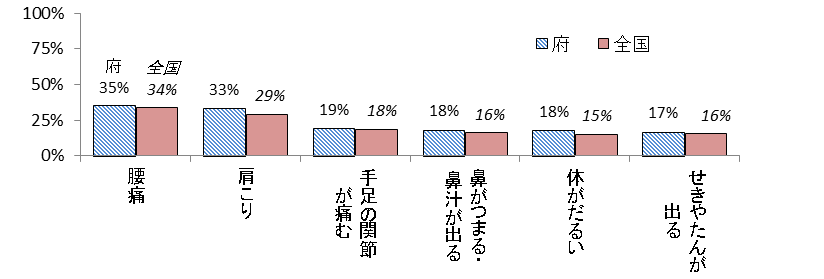 100%
75%
50%
25%
0%
府
全国
府
全国
35%
34%
33%
29%
19%
18%
18%
16%
18%
15%
17%
16%
腰痛
肩こり
手足の関節
が痛む
鼻がつまる・
鼻汁が出る
体がだるい
せきやたんが
出る